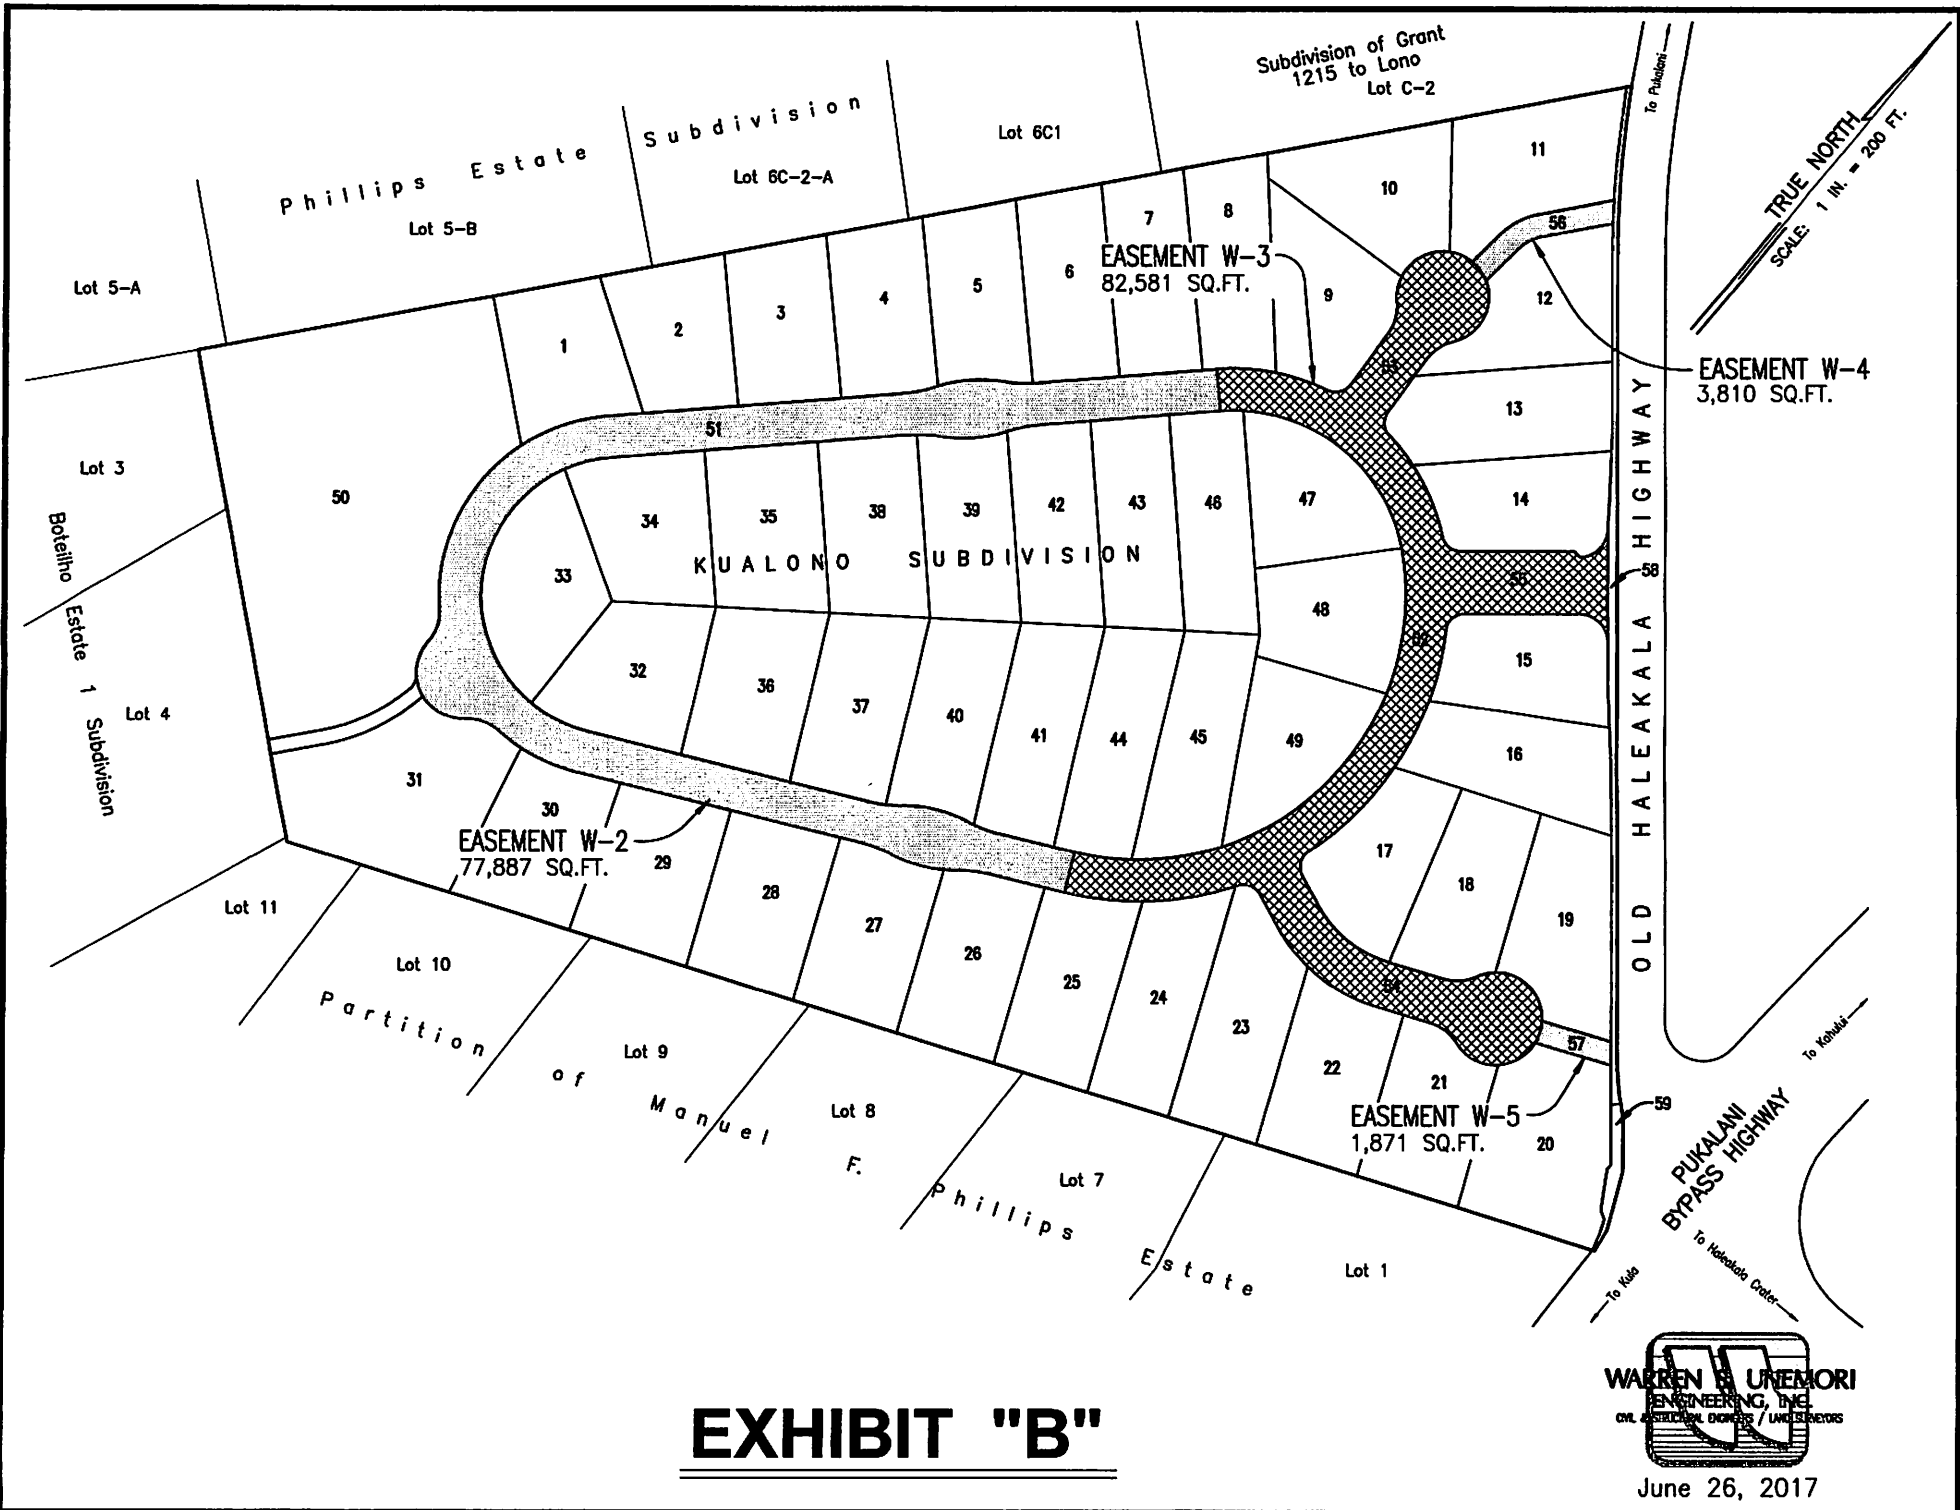 Subdivision of Grant
1215 to Lono
Lot C-2
To Pukalani
Phillips Estate Subdivision
Lot 6C1
Lot 6C-2-A
Lot 5-B
Lot 5-A
TRUE NORTH
SCALE: 1 IN. = 200 FT.
11
10
8
7
56
EASEMENT W-3
82,581 SQ.FT.
6
5
4
3
2
1
9
12
53
EASEMENT W-4
3,810 SQ.FT.
13
51
Lot 3
50
34
35
38
39
42
43
46
47
14
KUALONO SUBDIVISION
33
55
58
48
52
15
32
36
37
40
41
44
45
49
16
Boteilho Estate 1 Subdivision
Lot 4
31
30
EASEMENT W-2
77,887 SQ.FT.
29
28
27
26
25
24
23
22
21
20
17
18
19
54
57
OLD HALEAKALA HIGHWAY
59
EASEMENT W-5
1,871 SQ.FT.
To Kahului
PUKALANI
BYPASS HIGHWAY
To Haleakala Crater
To Kula
Lot 11
Lot 10
Lot 9
Lot 8
Lot 7
Lot 1
Partition of Manuel F. Phillips Estate
EXHIBIT "B"
WARREN S. UNEMORI
ENGINEERING, INC.
CIVIL & STRUCTURAL ENGINEERS / LAND SURVEYORS
June 26, 2017